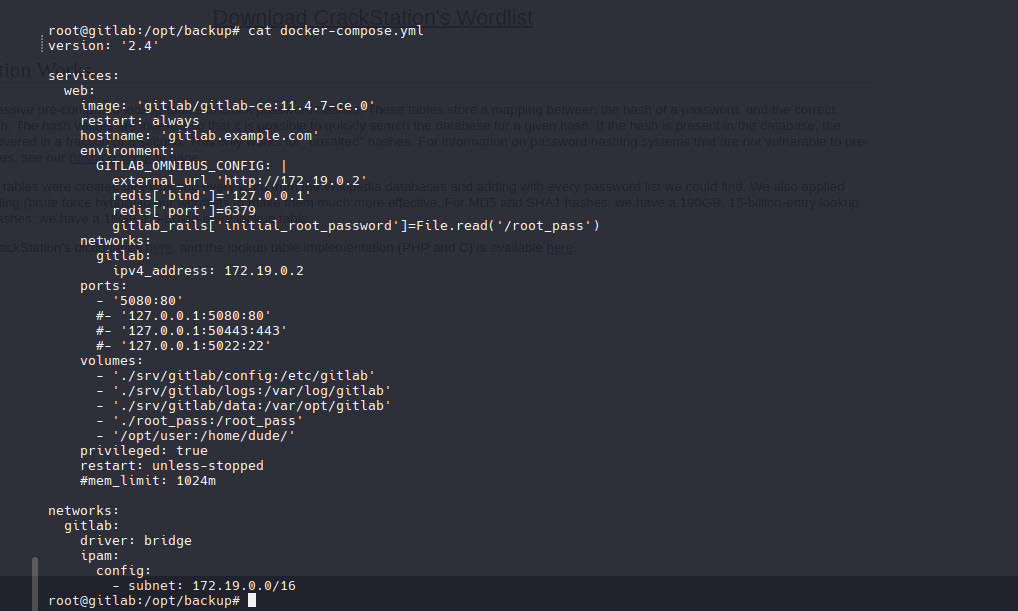 Download CrackStation's Wordlist
root@gitlab:/opt/backup# cat docker-compose.yml
version: '2.4'
services:
  web:
    image: 'gitlab/gitlab-ce:11.4.7-ce.0'
    restart: always
    hostname: 'gitlab.example.com'
    environment:
      GITLAB_OMNIBUS_CONFIG: |
        external_url 'http://172.19.0.2'
        redis['bind']='127.0.0.1'
        redis['port']=6379
        gitlab_rails['initial_root_password']=File.read('/root_pass')
    networks:
      gitlab:
        ipv4_address: 172.19.0.2
    ports:
      - '5080:80'
      #- '127.0.0.1:5080:80'
      #- '127.0.0.1:50443:443'
      #- '127.0.0.1:5022:22'
    volumes:
      - './srv/gitlab/config:/etc/gitlab'
      - './srv/gitlab/logs:/var/log/gitlab'
      - './srv/gitlab/data:/var/opt/gitlab'
      - './root_pass:/root_pass'
      - '/opt/user:/home/dude/'
    privileged: true
    restart: unless-stopped
    #mem_limit: 1024m
networks:
  gitlab:
    driver: bridge
    ipam:
      config:
        - subnet: 172.19.0.0/16
root@gitlab:/opt/backup#